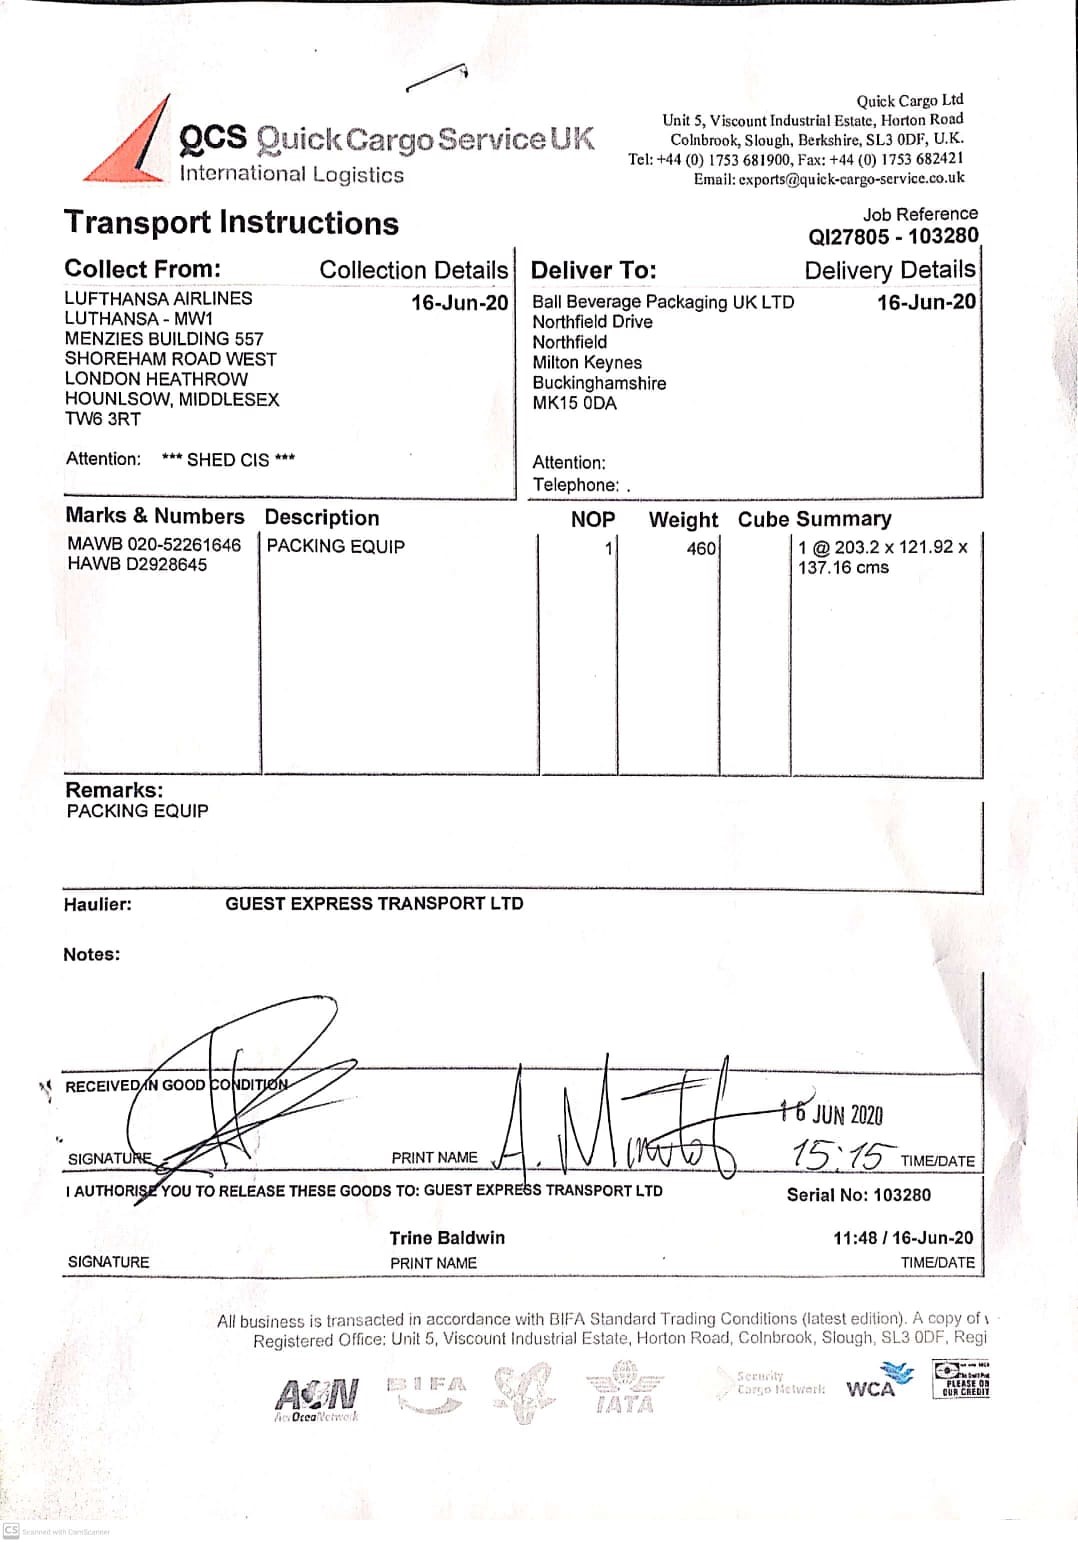 Quick Cargo Ltd
Unit 5, Viscount Industrial Estate, Horton Road
Colnbrook, Slough, Berkshire, SL3 0DF, U.K.
Tel: +44 (0) 1753 681900, Fax: +44 (0) 1753 682421
Email: exports@quick-cargo-service.co.uk
QCS QuickCargoServiceUK
International Logistics
Transport Instructions
Job Reference
QI27805 - 103280
Collect From: Collection Details Deliver To: Delivery Details
LUFTHANSA AIRLINES 16-Jun-20 Ball Beverage Packaging UK LTD 16-Jun-20
LUTHANSA - MW1 Northfield Drive
MENZIES BUILDING 557 Northfield
SHOREHAM ROAD WEST Milton Keynes
LONDON HEATHROW Buckinghamshire
HOUNLSOW, MIDDLESEX MK15 0DA
TW6 3RT
Attention: *** SHED CIS *** Attention:
Telephone: .
Marks & Numbers Description NOP Weight Cube Summary
MAWB 020-52261646 PACKING EQUIP 1 460 1 @ 203.2 x 121.92 x
HAWB D2928645 137.16 cms
Remarks:
PACKING EQUIP
Haulier: GUEST EXPRESS TRANSPORT LTD
Notes:
RECEIVED IN GOOD CONDITION
16 JUN 2020
SIGNATURE PRINT NAME A. 15:15 TIME/DATE
I AUTHORISE YOU TO RELEASE THESE GOODS TO: GUEST EXPRESS TRANSPORT LTD Serial No: 103280
Trine Baldwin 11:48 / 16-Jun-20
SIGNATURE PRINT NAME TIME/DATE
All business is transacted in accordance with BIFA Standard Trading Conditions (latest edition). A copy of
Registered Office: Unit 5, Viscount Industrial Estate, Horton Road, Colnbrook, Slough, SL3 0DF, Regi
BIFA IATA Security
Cargo Network WCA
PLEASE
OUR CREDIT
CS Scanned with CamScanner